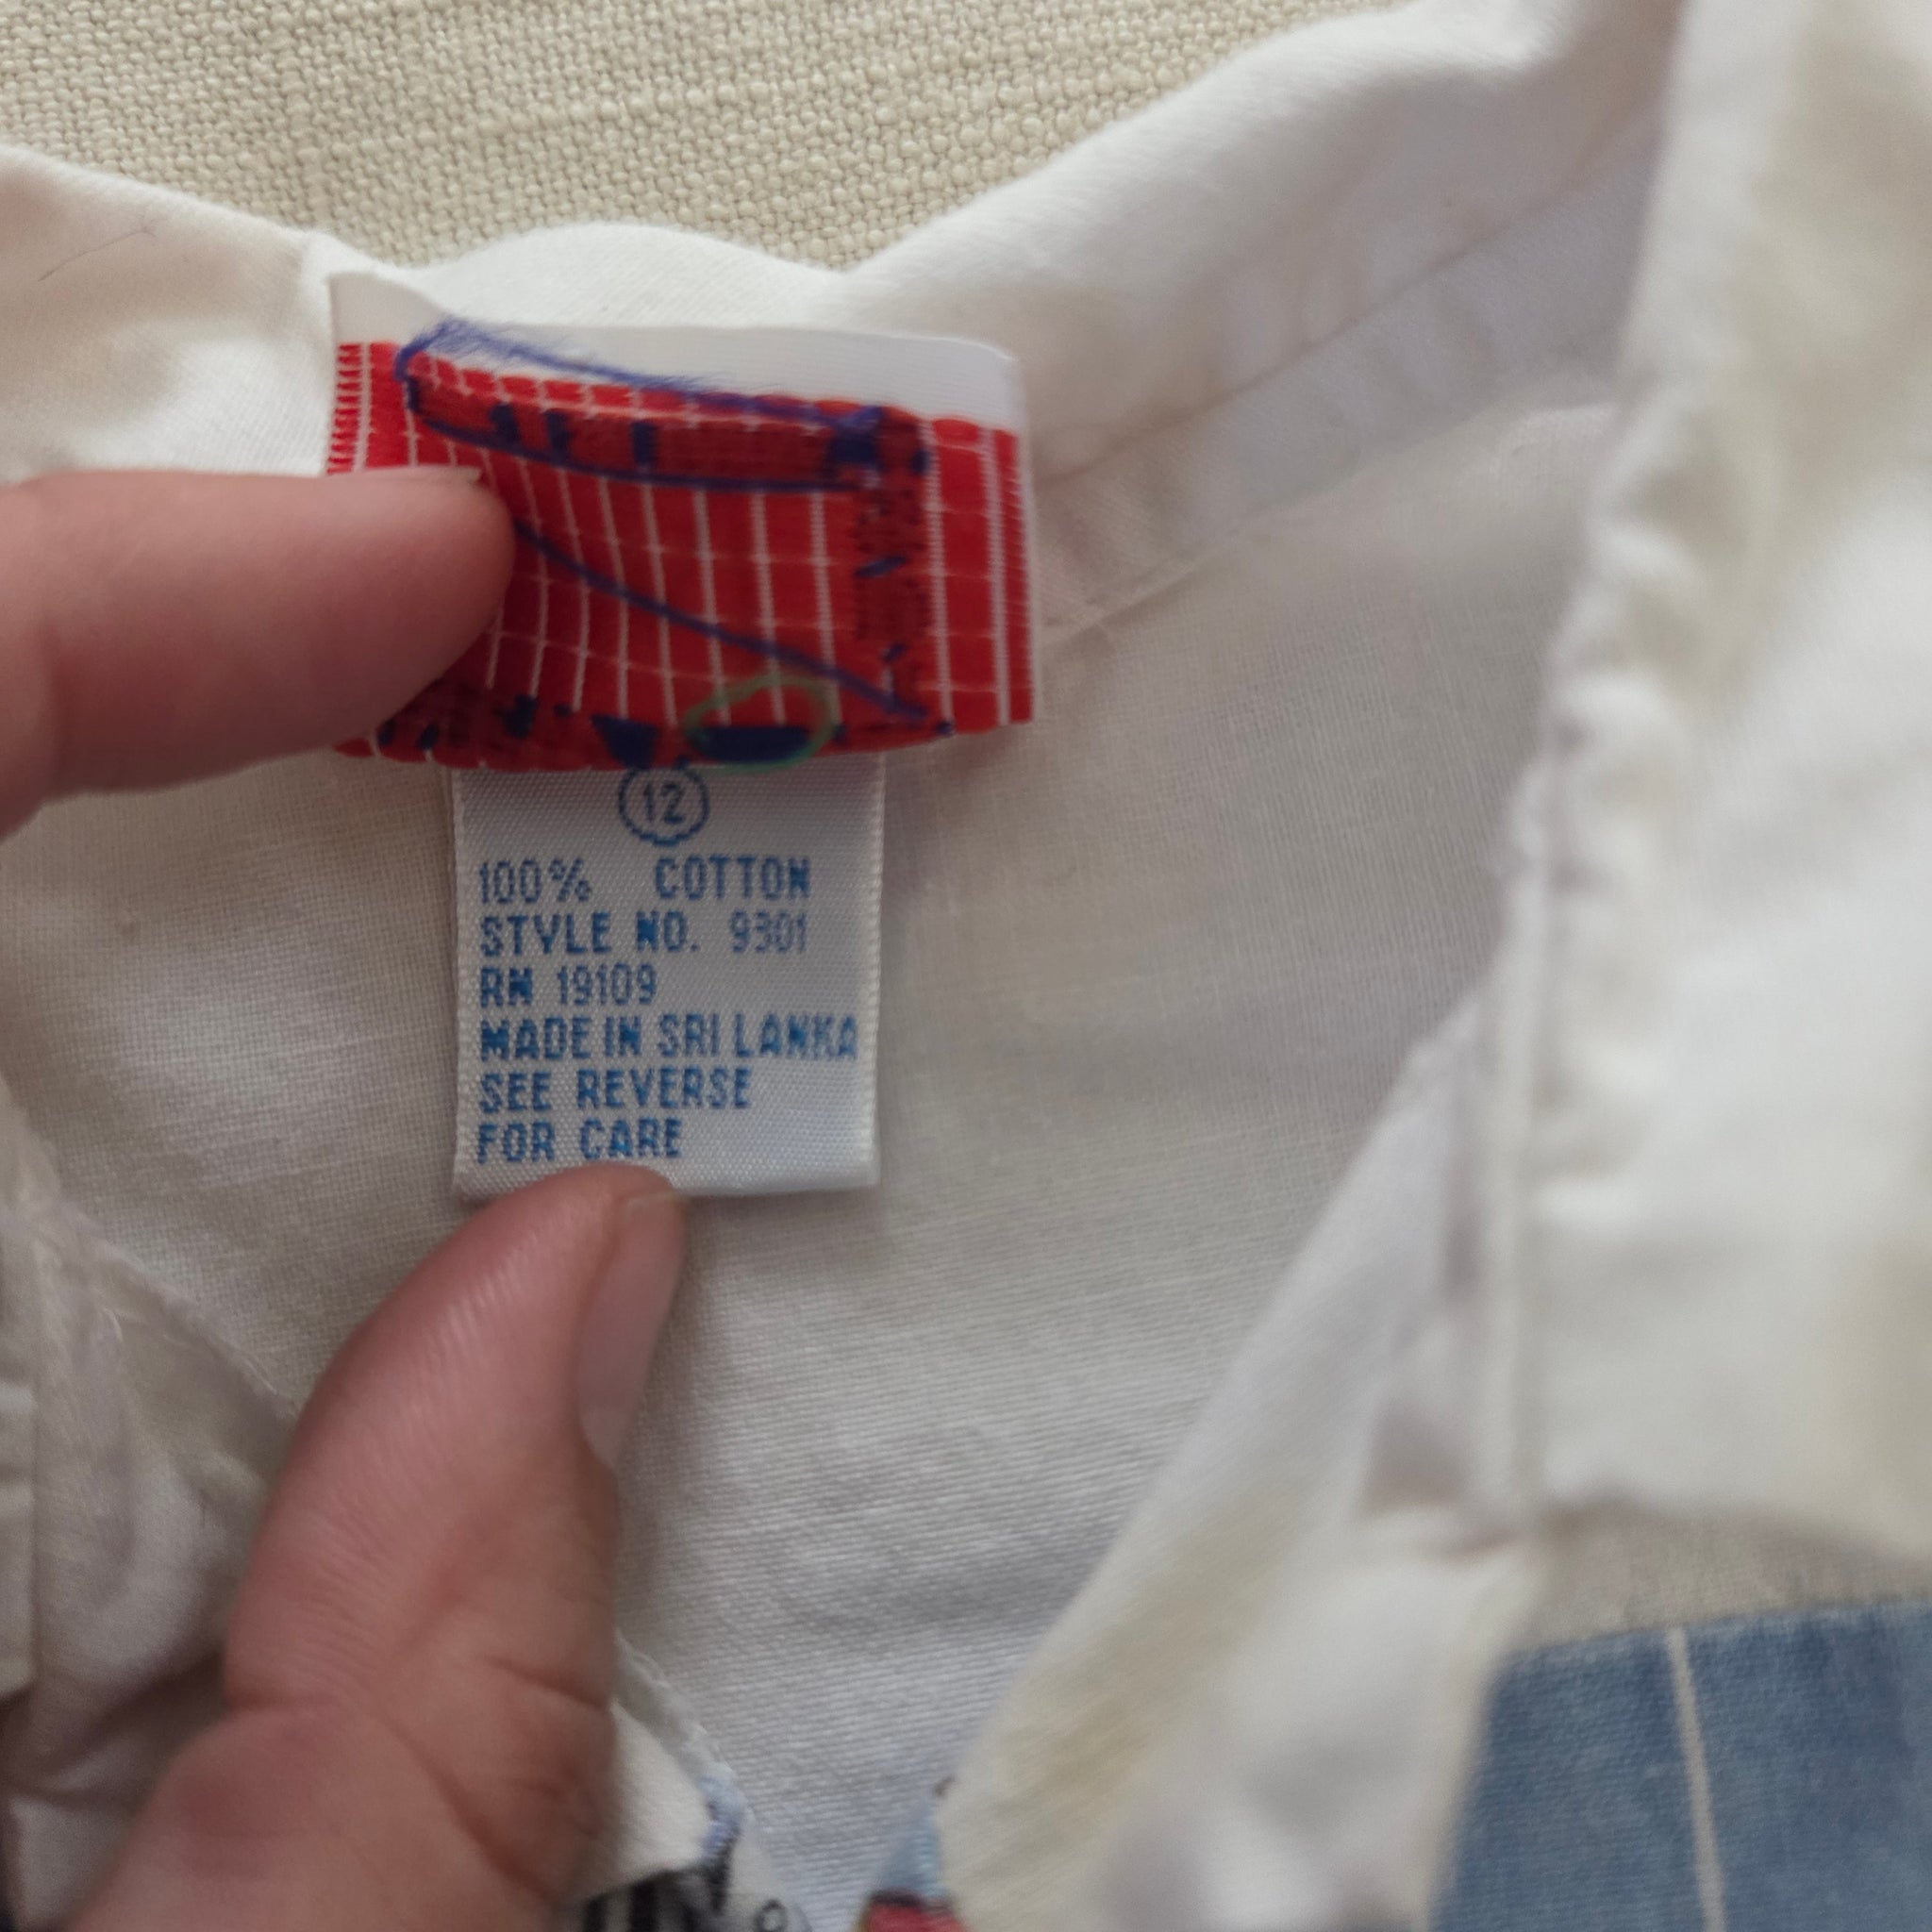 12
100% COTTON
STYLE NO. 9301
RN 19109
MADE IN SRI LANKA
SEE REVERSE
FOR CARE